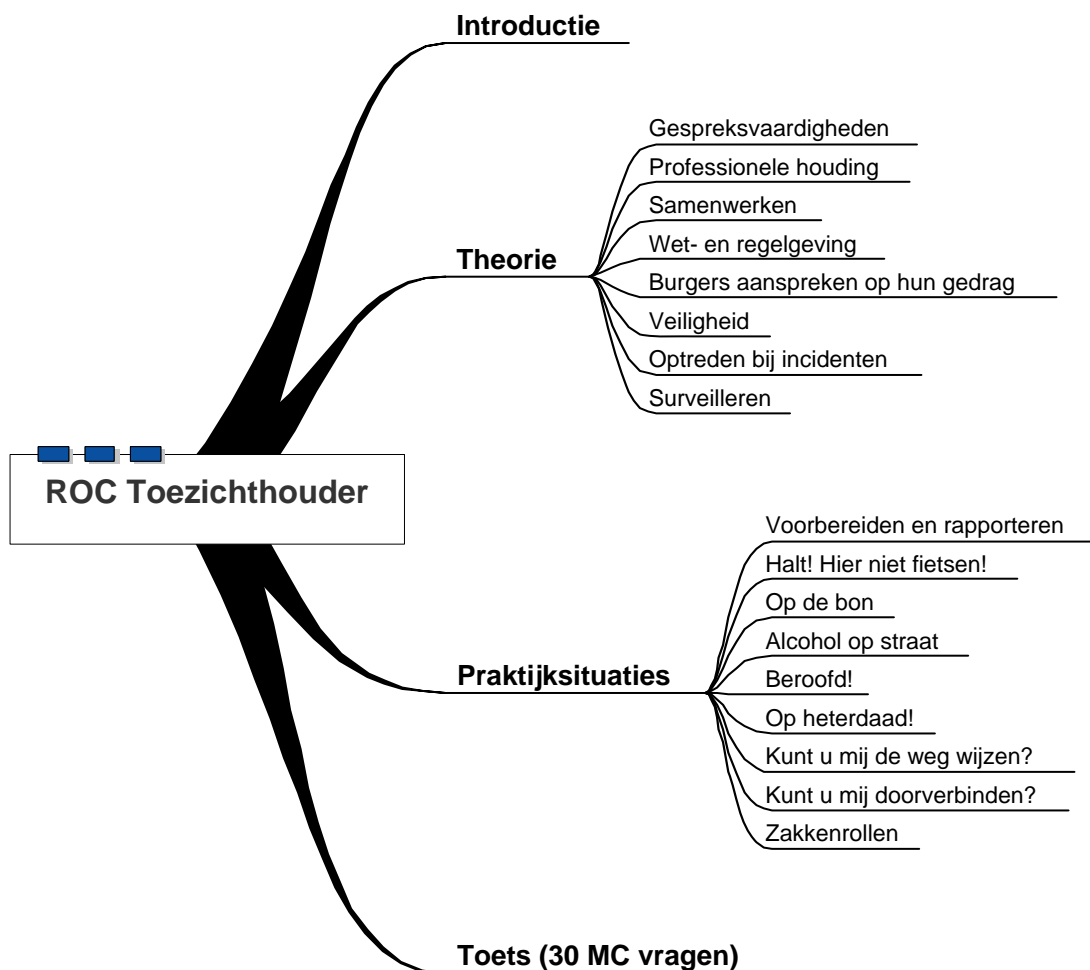 Introductie
Gespreksvaardigheden
Professionele houding
Samenwerken
Theorie
Wet- en regelgeving
Burgers aanspreken op hun gedrag
Veiligheid
Optreden bij incidenten
Surveilleren
ROC Toezichthouder
Voorbereiden en rapporteren
Halt! Hier niet fietsen!
Op de bon
Alcohol op straat
Praktijksituaties
Beroofd!
Op heterdaad!
Kunt u mij de weg wijzen?
Kunt u mij doorverbinden?
Zakkenrollen
Toets (30 MC vragen)